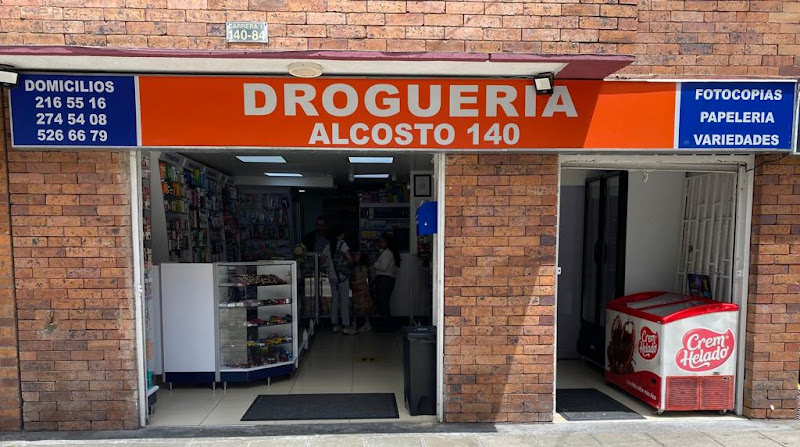 CARRERA 11
140-84
DOMICILIOS
216 55 16
274 54 08
526 66 79
DROGUERIA
ALCOSTO 140
FOTOCOPIAS
PAPELERIA
VARIEDADES
Crem
Helado
Crem
Helado